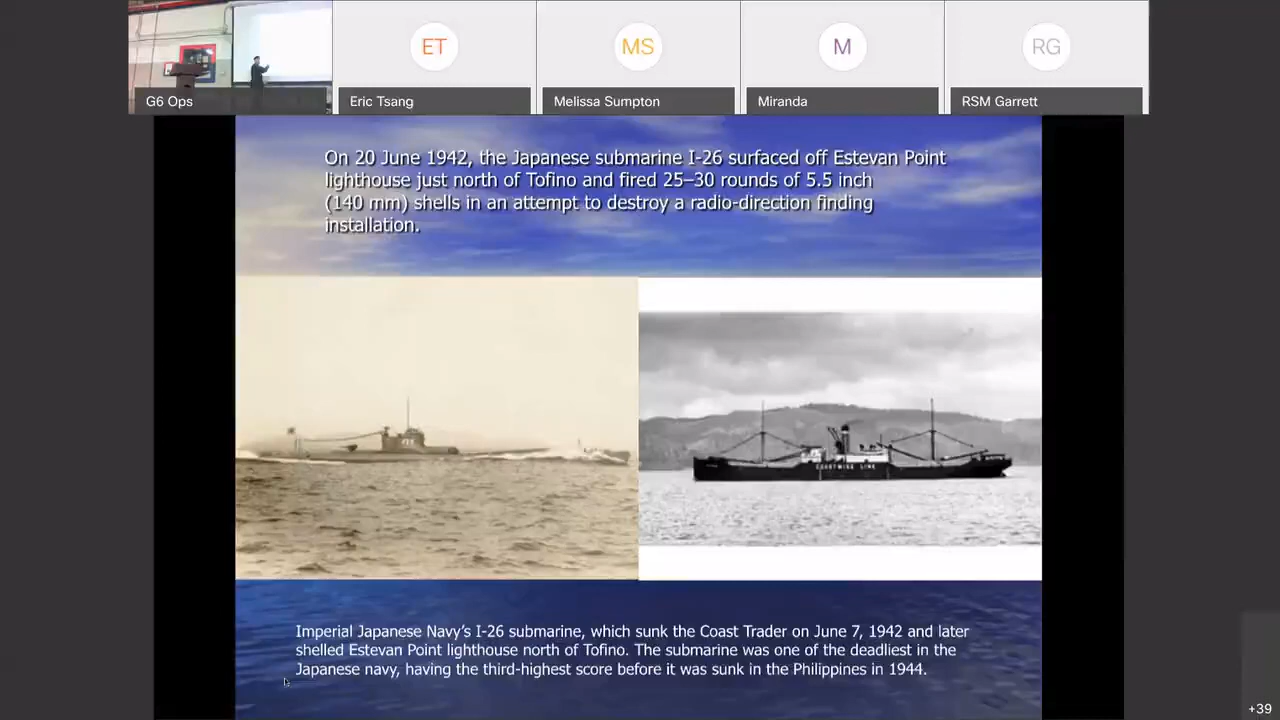 ET
MS
M
RG
G6 Ops
Eric Tsang
Melissa Sumpton
Miranda
RSM Garrett
On 20 June 1942, the Japanese submarine I-26 surfaced off Estevan Point
lighthouse just north of Tofino and fired 25–30 rounds of 5.5 inch
(140 mm) shells in an attempt to destroy a radio-direction finding
installation.
COASTWISE LINE
Imperial Japanese Navy's I-26 submarine, which sunk the Coast Trader on June 7, 1942 and later
shelled Estevan Point lighthouse north of Tofino. The submarine was one of the deadliest in the
Japanese navy, having the third-highest score before it was sunk in the Philippines in 1944.
+39